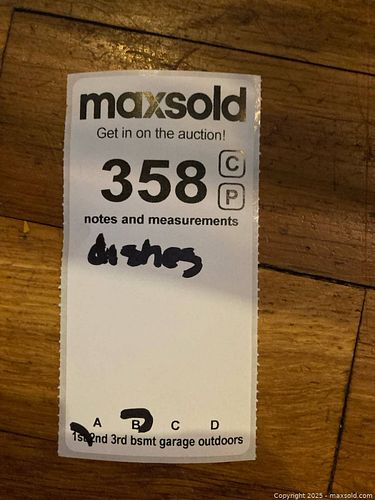 maxsold
Get in on the auction!
358 C
P
notes and measurements
dishes
A B C D
1st 2nd 3rd bsmt garage outdoors
Copyright 2025 - maxsold.com